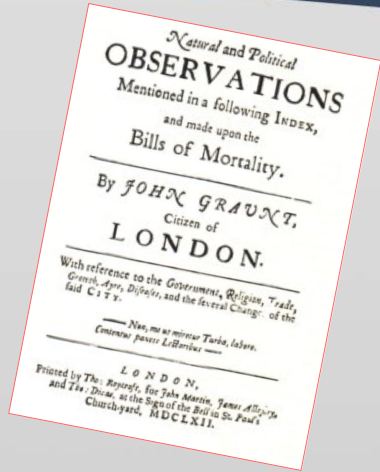 Natural and Political
OBSERVATIONS
Mentioned in a following INDEX,
and made upon the
Bills of Mortality.
By JOHN GRAUNT,
Citizen of
LONDON.
With reference to the Government, Religion, Trade,
Growth, Ayre, Diseases, and the several Changes of the
said CITY.
—— Non, me ut miretur Turba, laboro.
Contentus paucis Lectoribus ——
LONDON,
Printed by Tho: Roycroft, for John Martin, James Allestry,
and Tho: Dicas, at the Sign of the Bell in St. Paul's
Church-yard, MDCLXII.